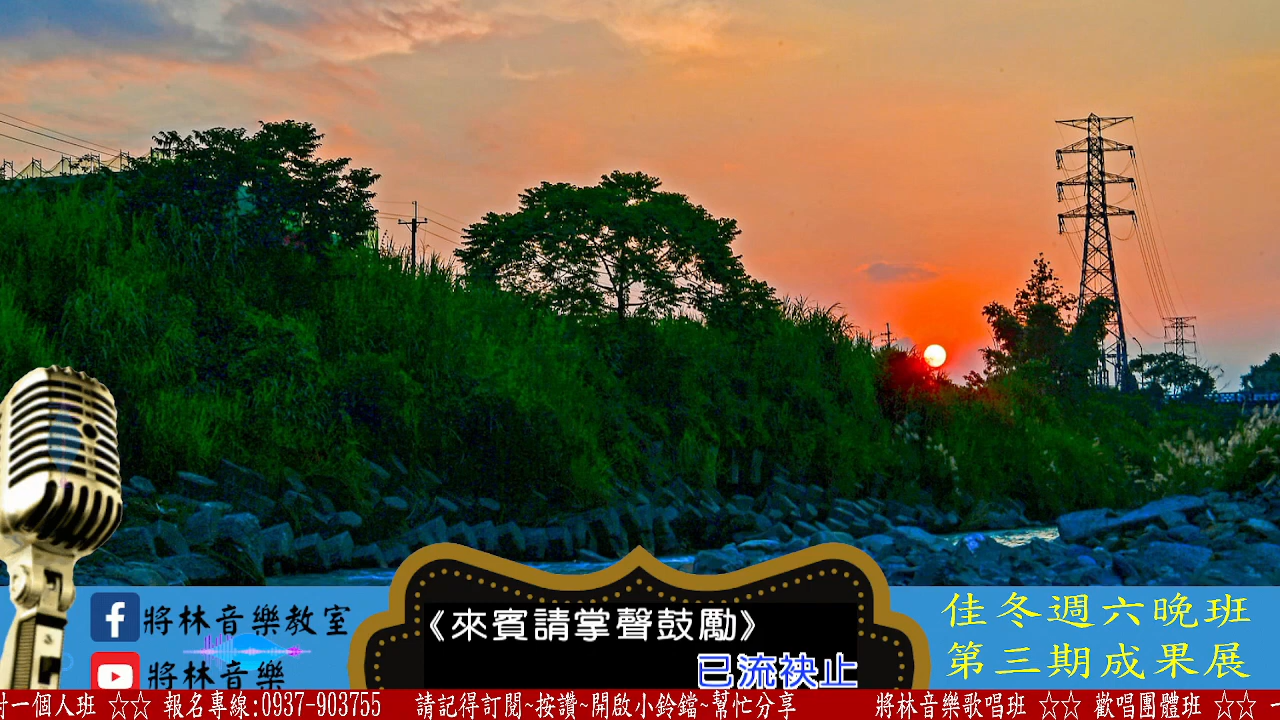 將林音樂教室
將林音樂
《來賓請掌聲鼓勵》
已流袂止
佳冬週六晚班
第三期成果展
對一個人班 ☆☆ 報名專線:0937-903755 請記得訂閱~按讚~開啟小鈴鐺~幫忙分享 將林音樂歌唱班 ☆☆ 歡唱團體班 ☆☆ 一